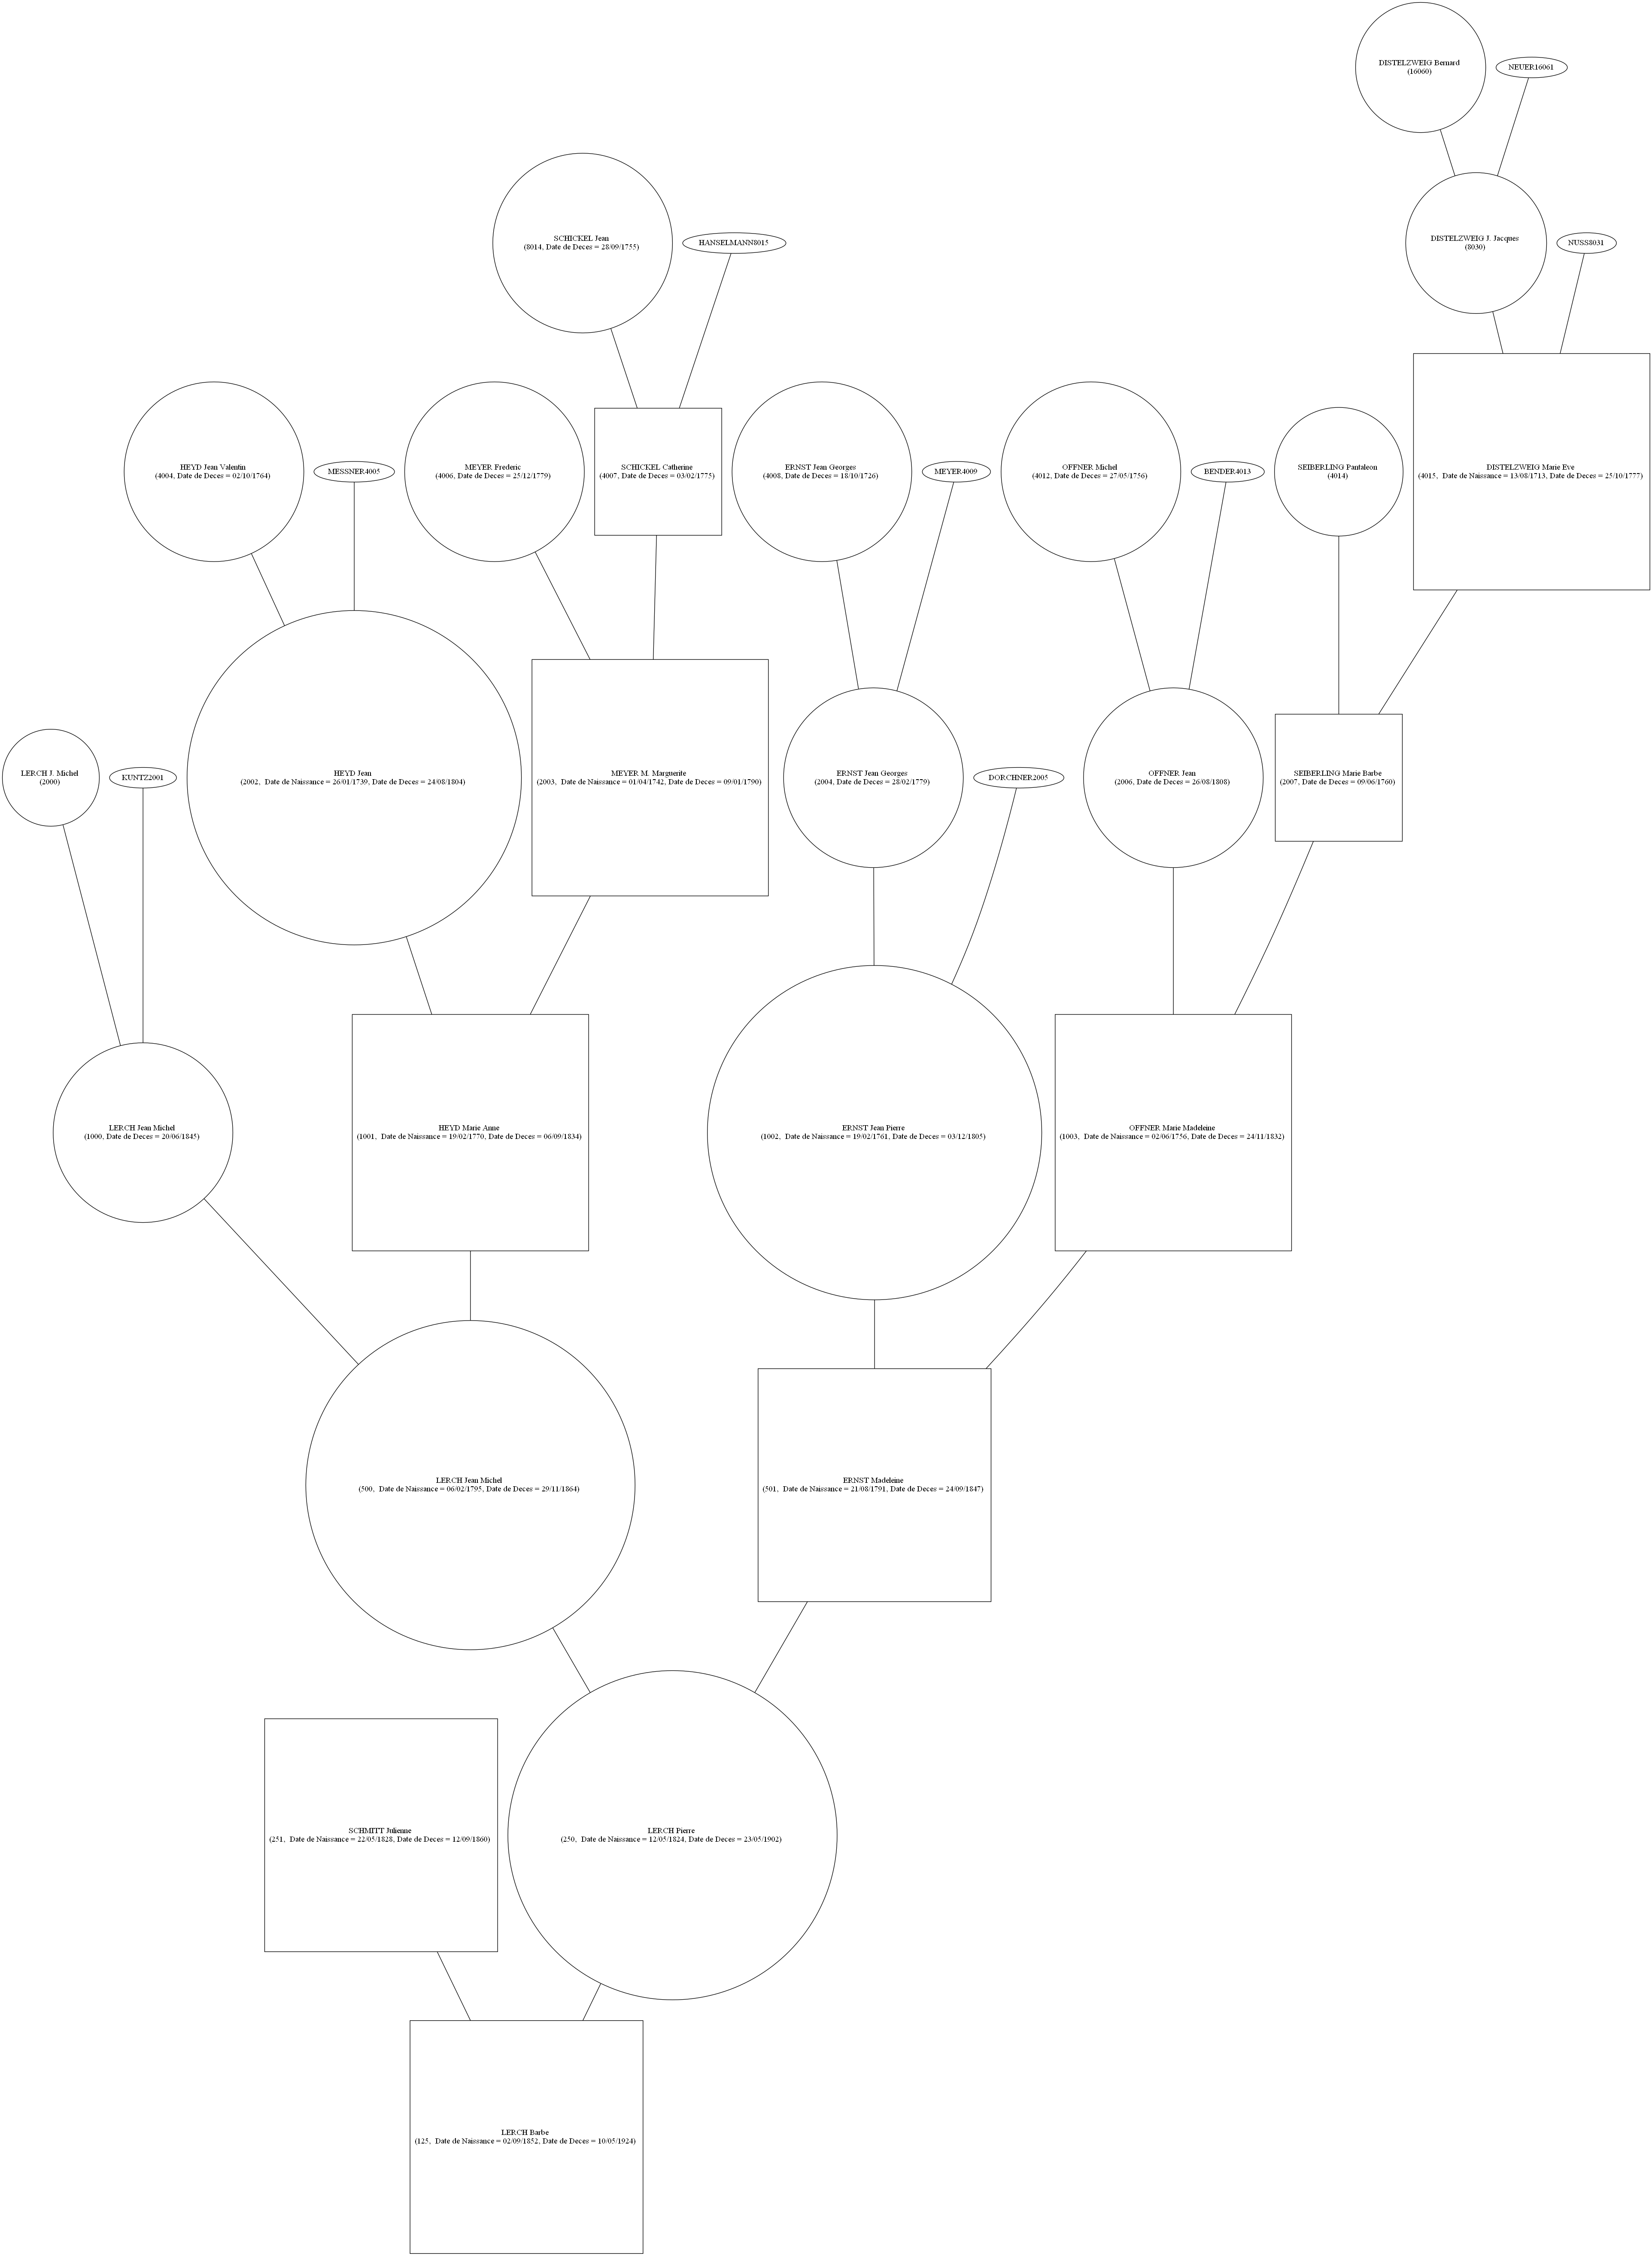 DISTELZWEIG Bernard
(16060)
NEUER16061
SCHICKEL Jean
(8014, Date de Deces = 28/09/1755)
HANSELMANN8015
DISTELZWEIG J. Jacques
(8030)
NUSS8031
HEYD Jean Valentin
(4004, Date de Deces = 02/10/1764)
MESSNER4005
MEYER Frederic
(4006, Date de Deces = 25/12/1779)
SCHICKEL Catherine
(4007, Date de Deces = 03/02/1775)
ERNST Jean Georges
(4008, Date de Deces = 18/10/1726)
MEYER4009
OFFNER Michel
(4012, Date de Deces = 27/05/1756)
BENDER4013
SEIBERLING Pantaleon
(4014)
DISTELZWEIG Marie Eve
(4015,  Date de Naissance = 13/08/1713, Date de Deces = 25/10/1777)
LERCH J. Michel
(2000)
KUNTZ2001
HEYD Jean
(2002,  Date de Naissance = 26/01/1739, Date de Deces = 24/08/1804)
MEYER M. Marguerite
(2003,  Date de Naissance = 01/04/1742, Date de Deces = 09/01/1790)
ERNST Jean Georges
(2004, Date de Deces = 28/02/1779)
DORCHNER2005
OFFNER Jean
(2006, Date de Deces = 26/08/1808)
SEIBERLING Marie Barbe
(2007, Date de Deces = 09/06/1760)
LERCH Jean Michel
(1000, Date de Deces = 20/06/1845)
HEYD Marie Anne
(1001,  Date de Naissance = 19/02/1770, Date de Deces = 06/09/1834)
ERNST Jean Pierre
(1002,  Date de Naissance = 19/02/1761, Date de Deces = 03/12/1805)
OFFNER Marie Madeleine
(1003,  Date de Naissance = 02/06/1756, Date de Deces = 24/11/1832)
LERCH Jean Michel
(500,  Date de Naissance = 06/02/1795, Date de Deces = 29/11/1864)
ERNST Madeleine
(501,  Date de Naissance = 21/08/1791, Date de Deces = 24/09/1847)
SCHMITT Julienne
(251,  Date de Naissance = 22/05/1828, Date de Deces = 12/09/1860)
LERCH Pierre
(250,  Date de Naissance = 12/05/1824, Date de Deces = 23/05/1902)
LERCH Barbe
(125,  Date de Naissance = 02/09/1852, Date de Deces = 10/05/1924)